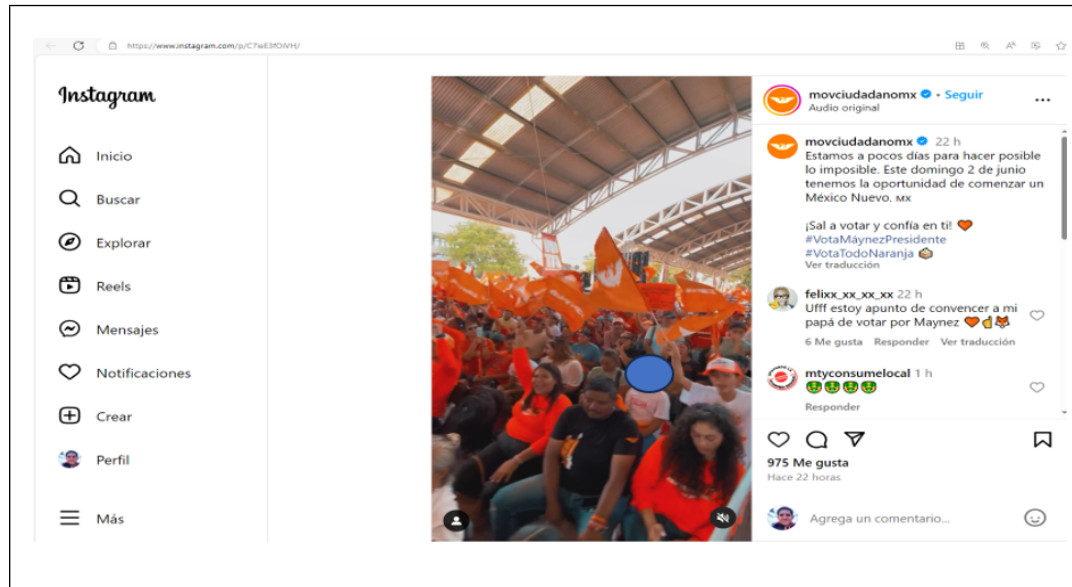 https://www.instagram.com/p/C7wE3fOiVH/
Instagram
Inicio
Buscar
Explorar
Reels
Mensajes
Notificaciones
Crear
Perfil
Más
movciudadanomx • Seguir
Audio original
movciudadanomx 22 h
Estamos a pocos días para hacer posible
lo imposible. Este domingo 2 de junio
tenemos la oportunidad de comenzar un
México Nuevo. MX
¡Sal a votar y confía en ti! 🧡
#VotaMáynezPresidente
#VotaTodoNaranja
Ver traducción
felixx_xx_xx_xx 22 h
Ufff estoy apunto de convencer a mi
papá de votar por Maynez 🧡☝🦊
6 Me gusta Responder Ver traducción
mtyconsumelocal 1 h
Responder
975 Me gusta
Hace 22 horas
Agrega un comentario...